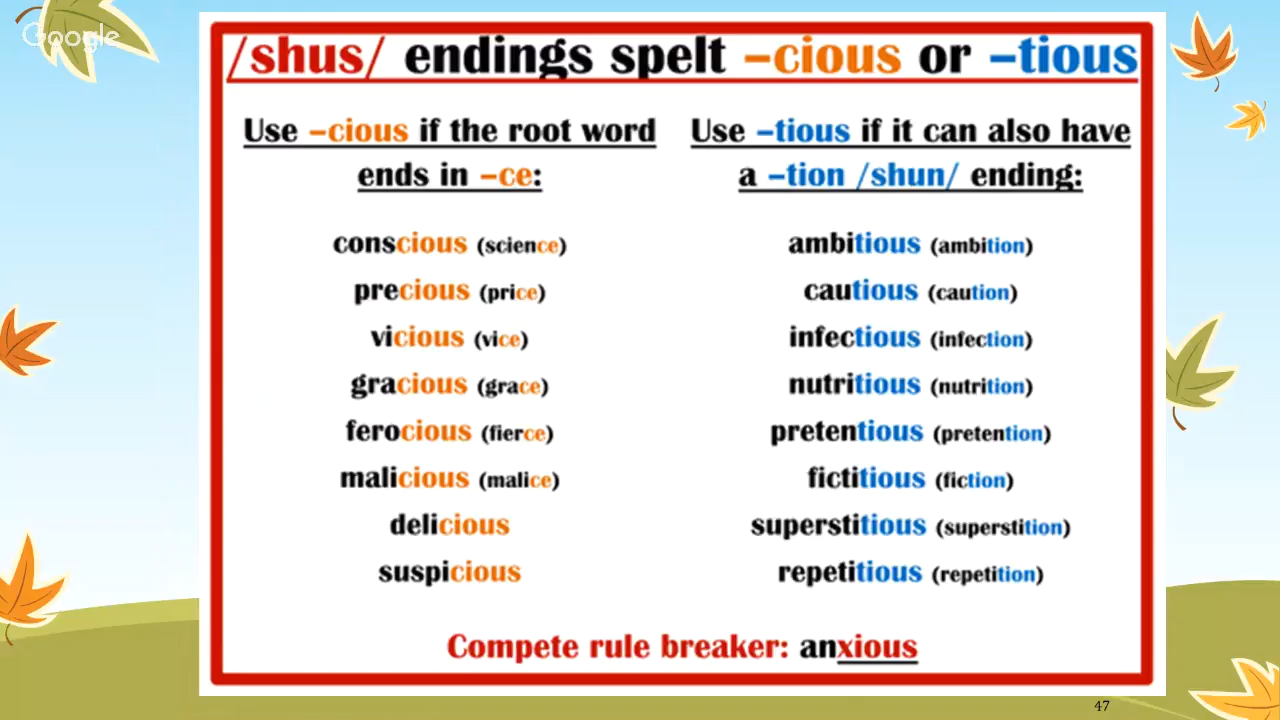 Google
/shus/ endings spelt –cious or –tious
Use –cious if the root word
ends in –ce:
conscious (science)
precious (price)
vicious (vice)
gracious (grace)
ferocious (fierce)
malicious (malice)
delicious
suspicious
Use –tious if it can also have
a –tion /shun/ ending:
ambitious (ambition)
cautious (caution)
infectious (infection)
nutritious (nutrition)
pretentious (pretention)
fictitious (fiction)
superstitious (superstition)
repetitious (repetition)
Compete rule breaker: anxious
47